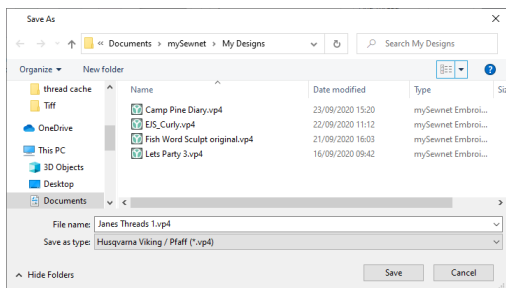 Save As
« Documents > mySewnet > My Designs
Search My Designs
Organize
New folder
thread cache
Tiff
OneDrive
This PC
3D Objects
Desktop
Documents
Name Date modified Type Siz
Camp Pine Diary.vp4 23/09/2020 15:20 mySewnet Embroi...
EJS_Curly.vp4 22/09/2020 11:12 mySewnet Embroi...
Fish Word Sculpt original.vp4 21/09/2020 16:03 mySewnet Embroi...
Lets Party 3.vp4 16/09/2020 09:42 mySewnet Embroi...
File name: Janes Threads 1.vp4
Save as type: Husqvarna Viking / Pfaff (*.vp4)
Hide Folders
Save
Cancel